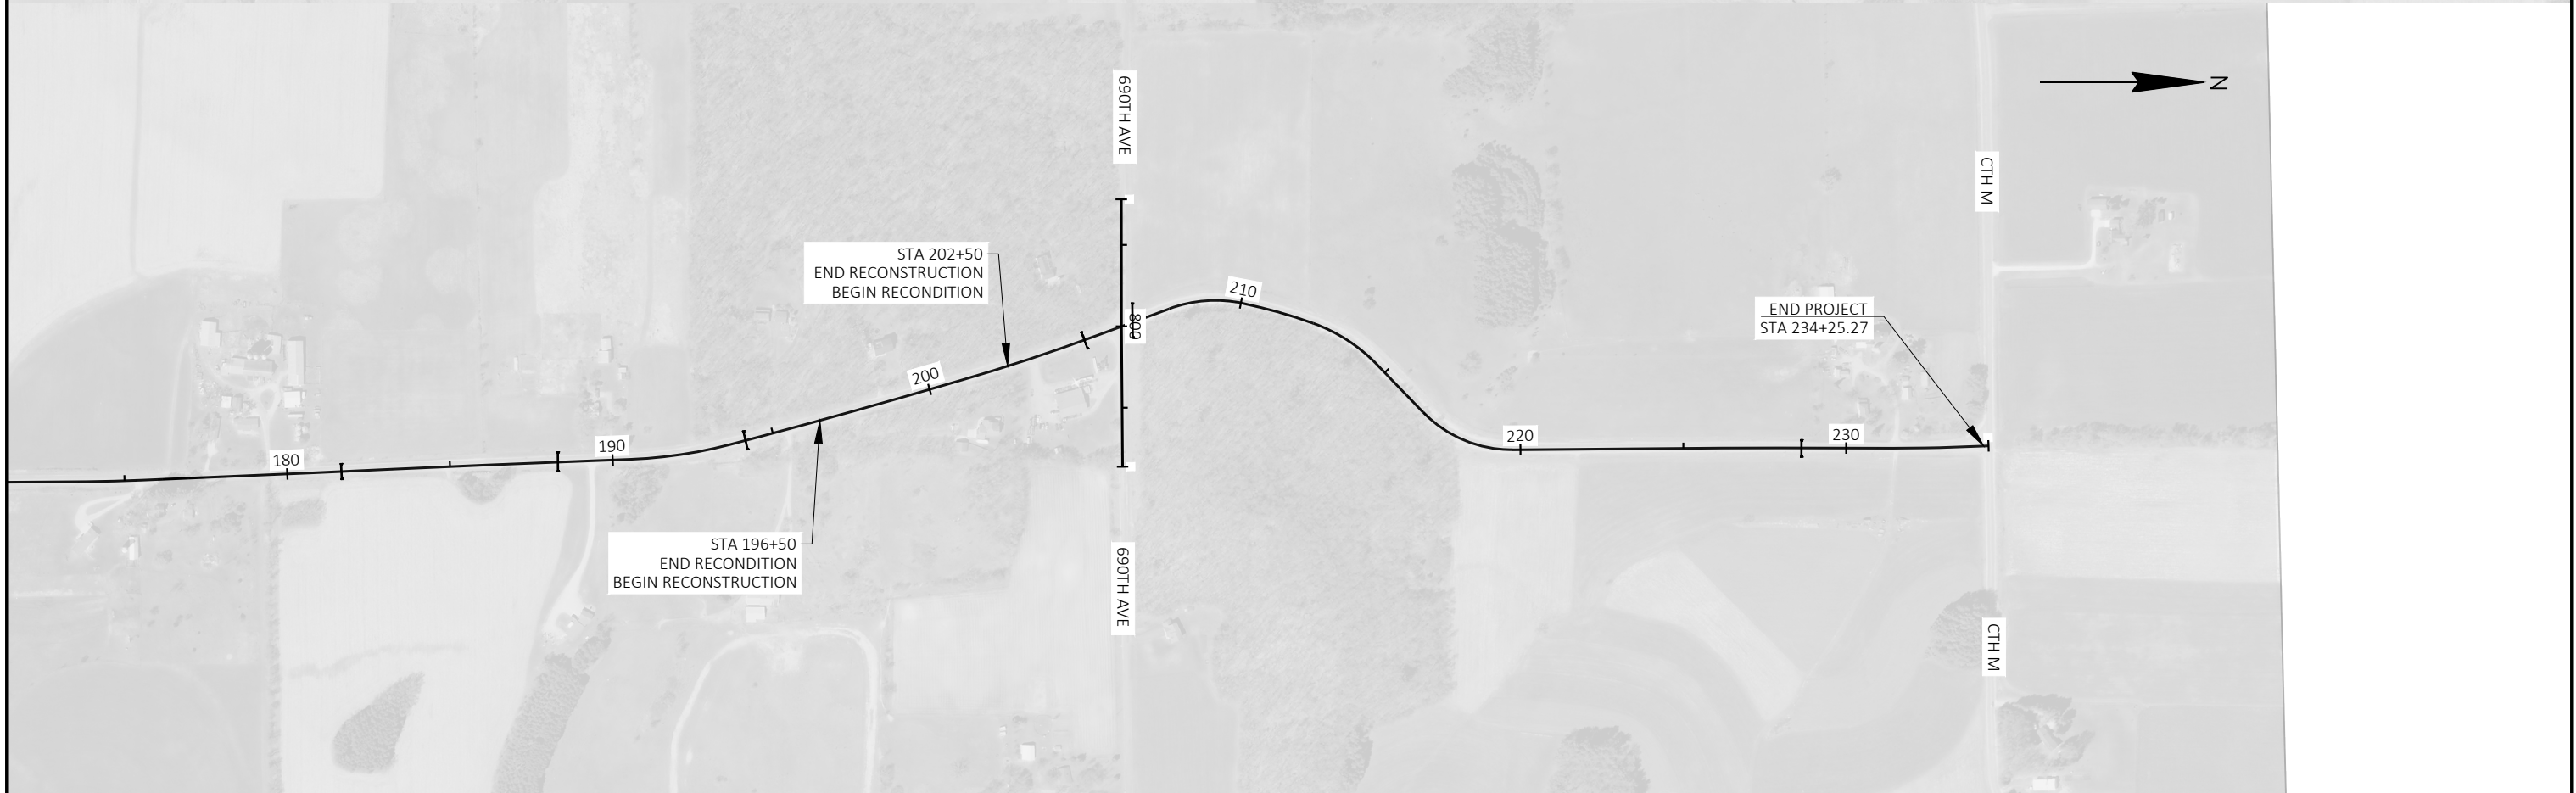 690TH AVE
N
CTH M
STA 202+50
END RECONSTRUCTION
BEGIN RECONDITION
210
800
END PROJECT
STA 234+25.27
200
180
190
220
230
STA 196+50
END RECONDITION
BEGIN RECONSTRUCTION
690TH AVE
CTH M